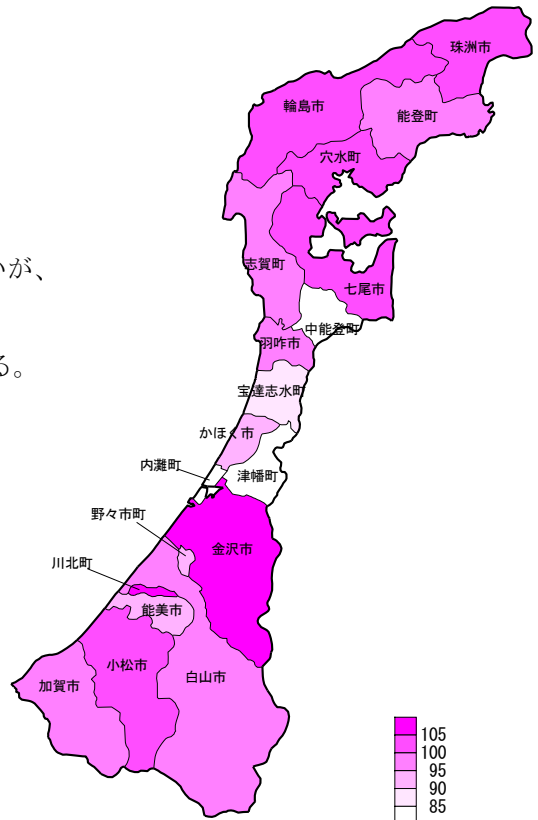 珠洲市
輪島市
能登町
穴水町
いが、
志賀町
七尾市
中能登町
羽咋市
る。
宝達志水町
かほく市
内灘町
津幡町
野々市町
金沢市
川北町
能美市
小松市
白山市
加賀市
105
100
95
90
85